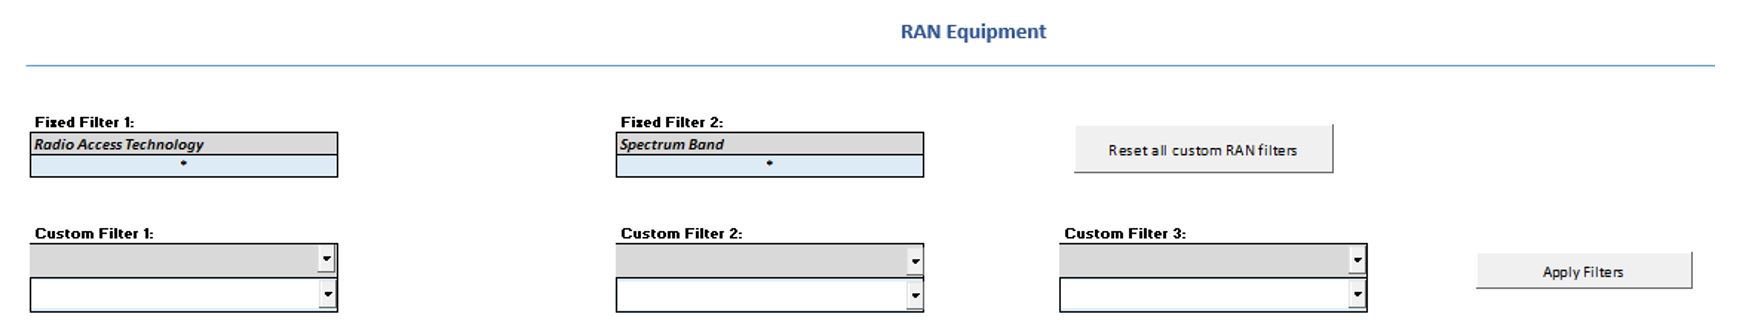 RAN Equipment
Fixed Filter 1:
Fixed Filter 2:
Radio Access Technology
Spectrum Band
*
*
Reset all custom RAN filters
Custom Filter 1:
Custom Filter 2:
Custom Filter 3:
Apply Filters